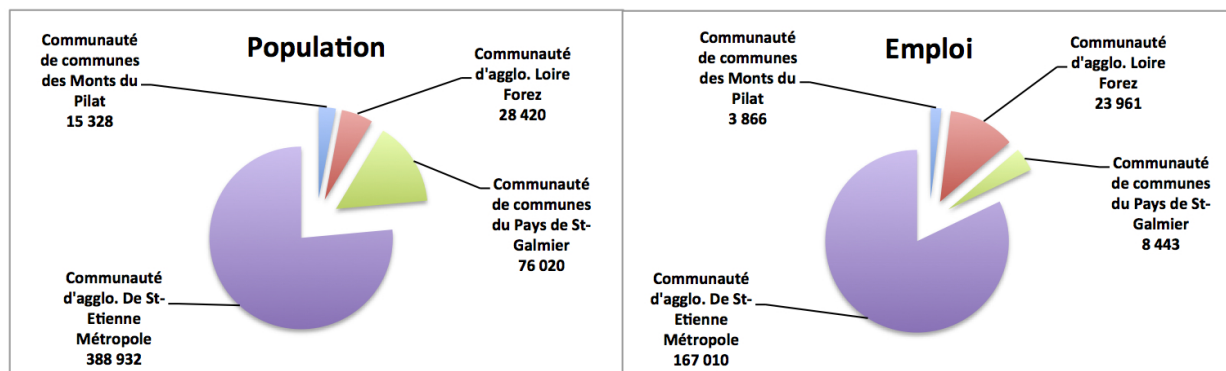 Population
Communauté
de communes
des Monts du
Pilat
15 328
Communauté
d'agglo. Loire
Forez
28 420
Communauté
de communes
du Pays de St-
Galmier
76 020
Communauté
d'agglo. De St-
Etienne
Métropole
388 932
Emploi
Communauté
de communes
des Monts du
Pilat
3 866
Communauté
d'agglo. Loire
Forez
23 961
Communauté
de communes
du Pays de St-
Galmier
8 443
Communauté
d'agglo. De St-
Etienne
Métropole
167 010